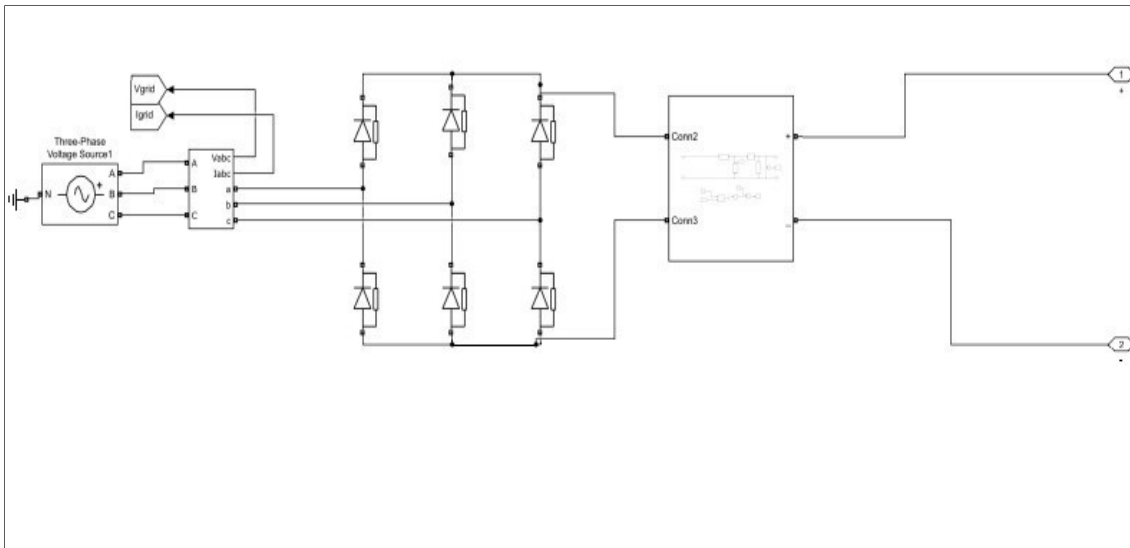 Vgrid
Igrid
Three-Phase
Voltage Source1
N
A
B
C
+
A
B
C
Vabc
Iabc
a
b
c
Conn2
Conn3
+
–
1
+
2
-